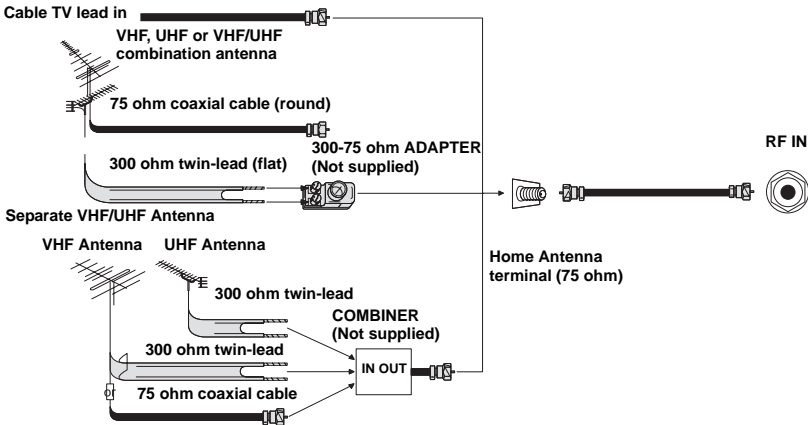 Cable TV lead in
VHF, UHF or VHF/UHF
combination antenna
75 ohm coaxial cable (round)
300-75 ohm ADAPTER
(Not supplied)
RF IN
300 ohm twin-lead (flat)
Separate VHF/UHF Antenna
VHF Antenna
UHF Antenna
Home Antenna
terminal (75 ohm)
300 ohm twin-lead
COMBINER
(Not supplied)
300 ohm twin-lead
IN OUT
or
75 ohm coaxial cable